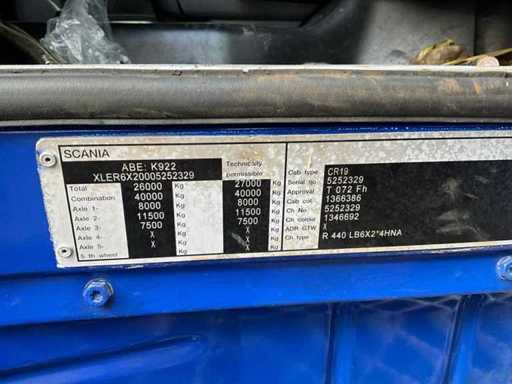 SCANIA
ABE: K922
XLER6X20005252329
Technically
permissible
Total 26000 Kg 27000 Kg
Combination 40000 Kg 40000 Kg
Axle 1- 8000 Kg 8000 Kg
Axle 2- 11500 Kg 11500 Kg
Axle 3- 7500 Kg 7500 Kg
Axle 4- X Kg X Kg
Axle 5- X Kg X Kg
5 th wheel X Kg X Kg
Cab type CR19
Serial no 5252329
Approval T 072 Fh
Cab col 1366386
Ch No 5252329
Ch colour 1346692
ADR GTW X
Ch.type R 440 LB6X2*4HNA